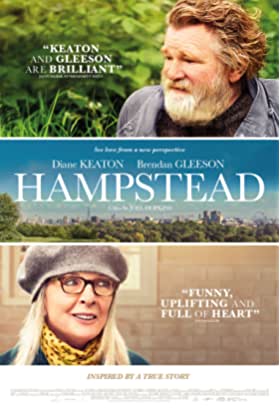 "KEATON
AND GLEESON
ARE BRILLIANT"
See love from a new perspective
Diane KEATON Brendan GLEESON
HAMPSTEAD
"FUNNY,
UPLIFTING AND
FULL OF HEART"
INSPIRED BY A TRUE STORY